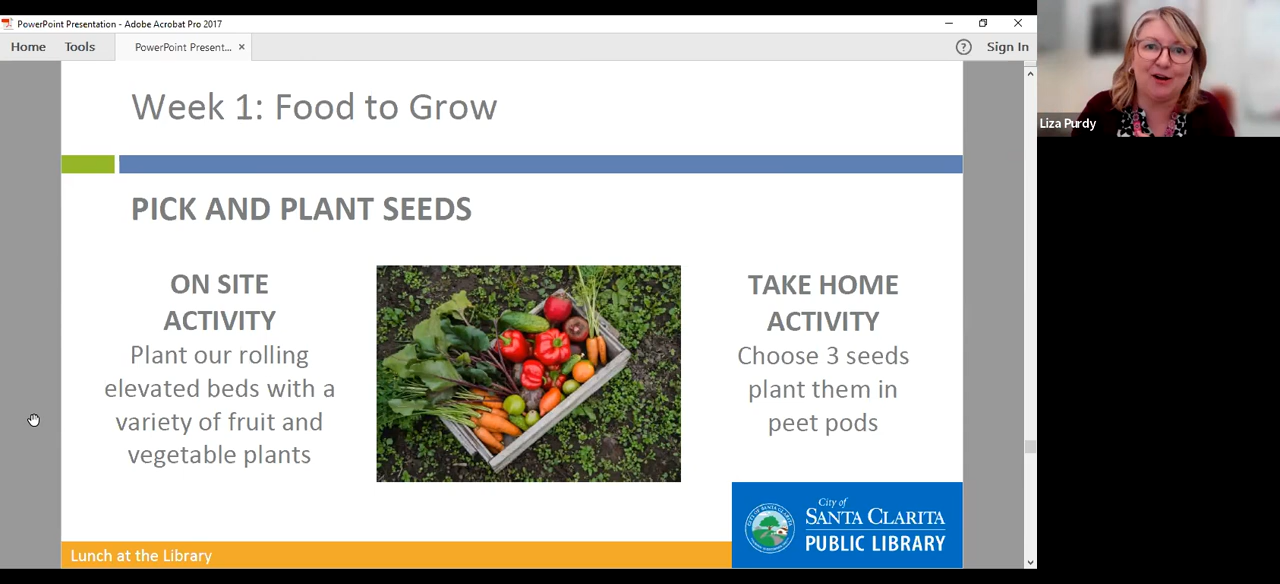 PowerPoint Presentation - Adobe Acrobat Pro 2017
Home Tools PowerPoint Present... × ? Sign In
Week 1: Food to Grow
PICK AND PLANT SEEDS
ON SITE
ACTIVITY
Plant our rolling
elevated beds with a
variety of fruit and
vegetable plants
TAKE HOME
ACTIVITY
Choose 3 seeds
plant them in
peet pods
Lunch at the Library
City of
SANTA CLARITA
PUBLIC LIBRARY
Liza Purdy